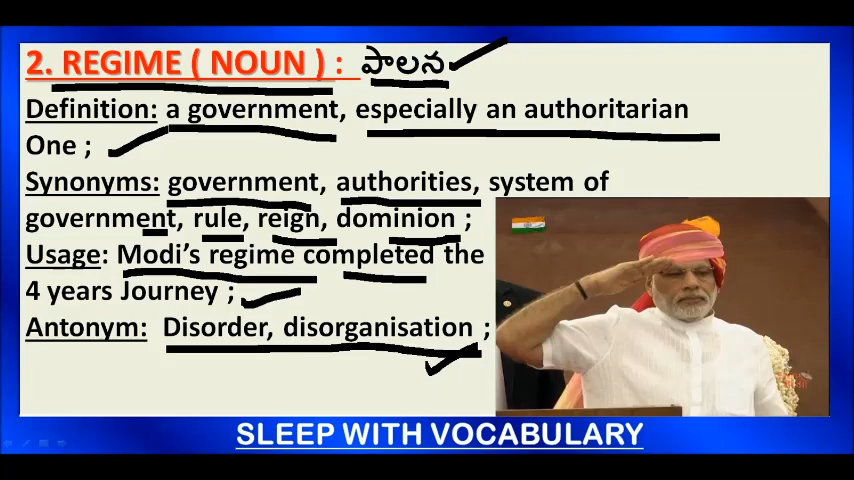 2. REGIME ( NOUN ) : పాలన
Definition: a government, especially an authoritarian
One ;
Synonyms: government, authorities, system of
government, rule, reign, dominion ;
Usage: Modi's regime completed the
4 years Journey ;
Antonym: Disorder, disorganisation ;
SLEEP WITH VOCABULARY